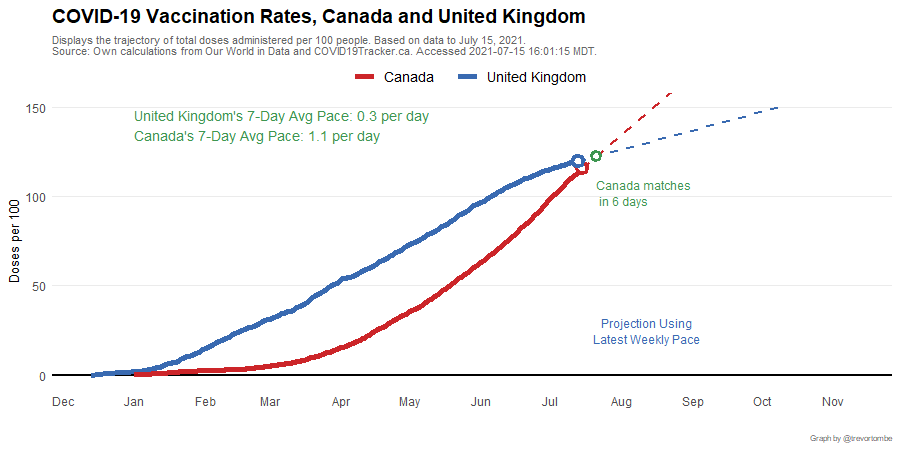 COVID-19 Vaccination Rates, Canada and United Kingdom
Displays the trajectory of total doses administered per 100 people. Based on data to July 15, 2021.
Source: Own calculations from Our World in Data and COVID19Tracker.ca. Accessed 2021-07-15 16:01:15 MDT.
Canada United Kingdom
United Kingdom's 7-Day Avg Pace: 0.3 per day
Canada's 7-Day Avg Pace: 1.1 per day
Canada matches
in 6 days
Projection Using
Latest Weekly Pace
Doses per 100
150
100
50
0
Dec Jan Feb Mar Apr May Jun Jul Aug Sep Oct Nov
Graph by @trevortombe